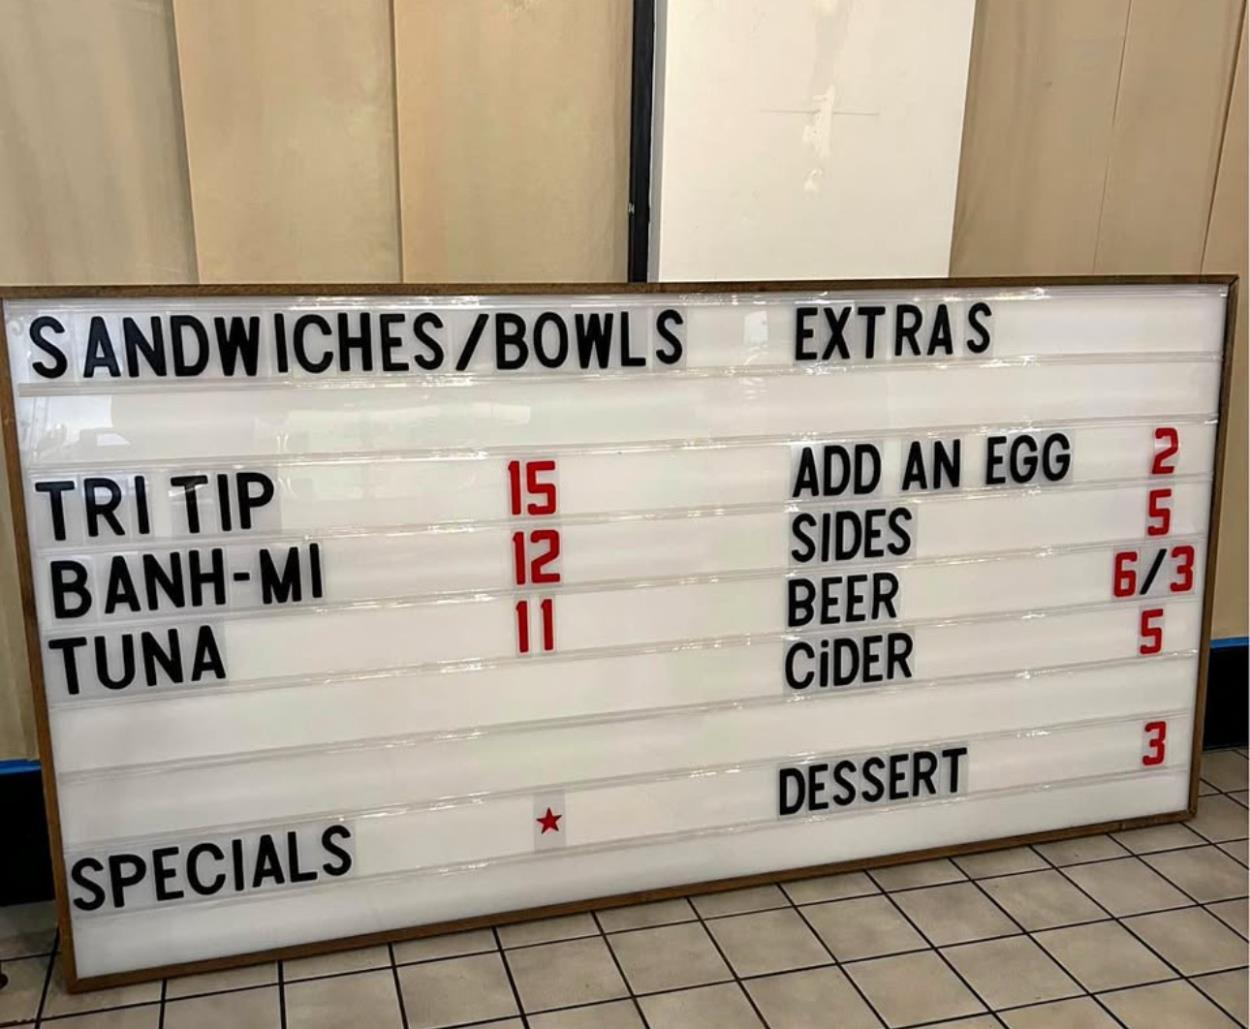 SANDWICHES/BOWLS
TRI TIP 15
BANH-MI 12
TUNA 11
SPECIALS ★
EXTRAS
ADD AN EGG 2
SIDES 5
BEER 6/3
CiDER 5
DESSERT 3